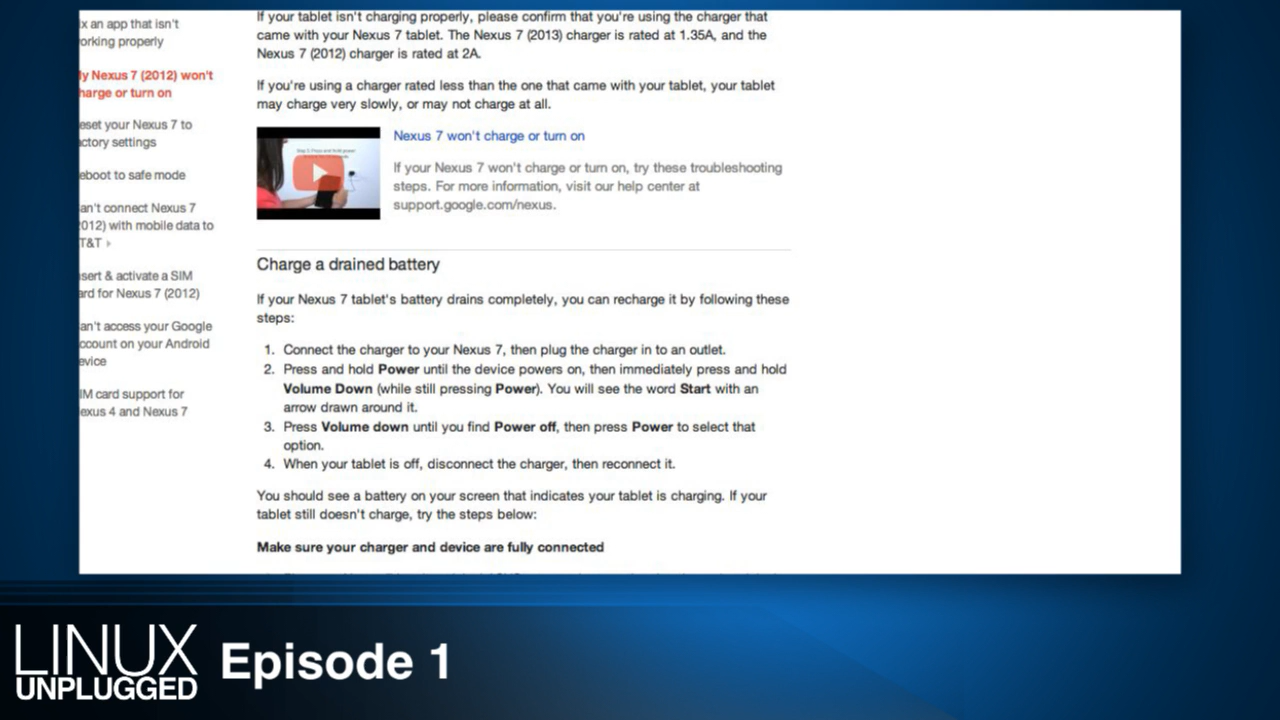 x an app that isn't
orking properly
y Nexus 7 (2012) won't
harge or turn on
eset your Nexus 7 to
ctory settings
eboot to safe mode
an't connect Nexus 7
012) with mobile data to
T&T
sert & activate a SIM
ard for Nexus 7 (2012)
an't access your Google
ccount on your Android
evice
IM card support for
exus 4 and Nexus 7
If your tablet isn't charging properly, please confirm that you're using the charger that
came with your Nexus 7 tablet. The Nexus 7 (2013) charger is rated at 1.35A, and the
Nexus 7 (2012) charger is rated at 2A.
If you're using a charger rated less than the one that came with your tablet, your tablet
may charge very slowly, or may not charge at all.
Nexus 7 won't charge or turn on
If your Nexus 7 won't charge or turn on, try these troubleshooting
steps. For more information, visit our help center at
support.google.com/nexus.
Charge a drained battery
If your Nexus 7 tablet's battery drains completely, you can recharge it by following these
steps:
1. Connect the charger to your Nexus 7, then plug the charger in to an outlet.
2. Press and hold Power until the device powers on, then immediately press and hold
Volume Down (while still pressing Power). You will see the word Start with an
arrow drawn around it.
3. Press Volume down until you find Power off, then press Power to select that
option.
4. When your tablet is off, disconnect the charger, then reconnect it.
You should see a battery on your screen that indicates your tablet is charging. If your
tablet still doesn't charge, try the steps below:
Make sure your charger and device are fully connected
LINUX
UNPLUGGED
Episode 1